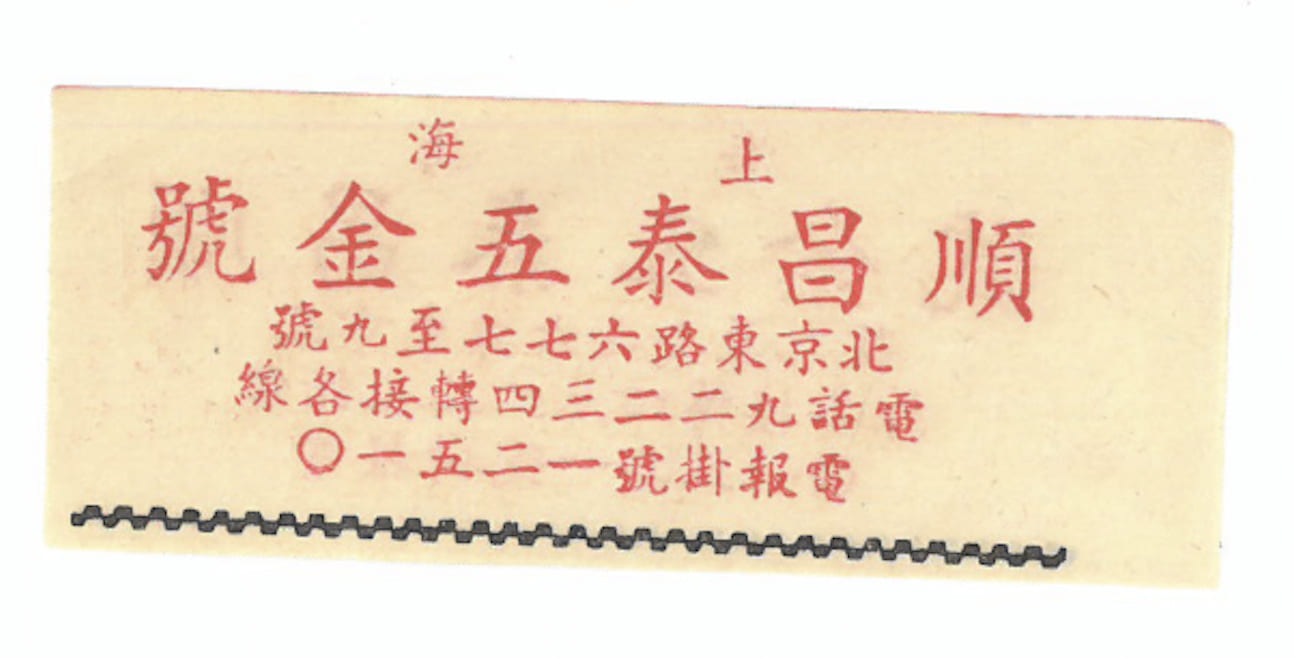 上海
順昌泰五金號
北京東路六七七至九號
電話九二二三四轉接各線
電報掛號一二五一〇